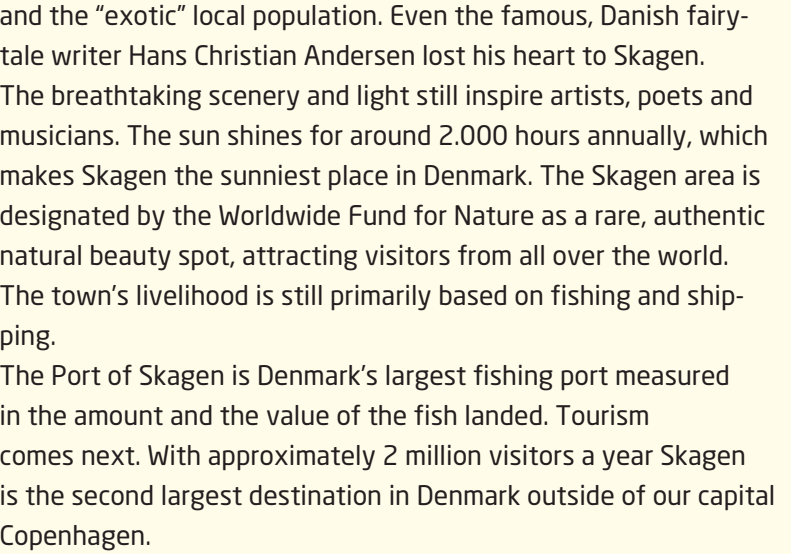 and the “exotic” local population. Even the famous, Danish fairy-
tale writer Hans Christian Andersen lost his heart to Skagen.
The breathtaking scenery and light still inspire artists, poets and
musicians. The sun shines for around 2.000 hours annually, which
makes Skagen the sunniest place in Denmark. The Skagen area is
designated by the Worldwide Fund for Nature as a rare, authentic
natural beauty spot, attracting visitors from all over the world.
The town’s livelihood is still primarily based on fishing and ship-
ping.
The Port of Skagen is Denmark’s largest fishing port measured
in the amount and the value of the fish landed. Tourism
comes next. With approximately 2 million visitors a year Skagen
is the second largest destination in Denmark outside of our capital
Copenhagen.